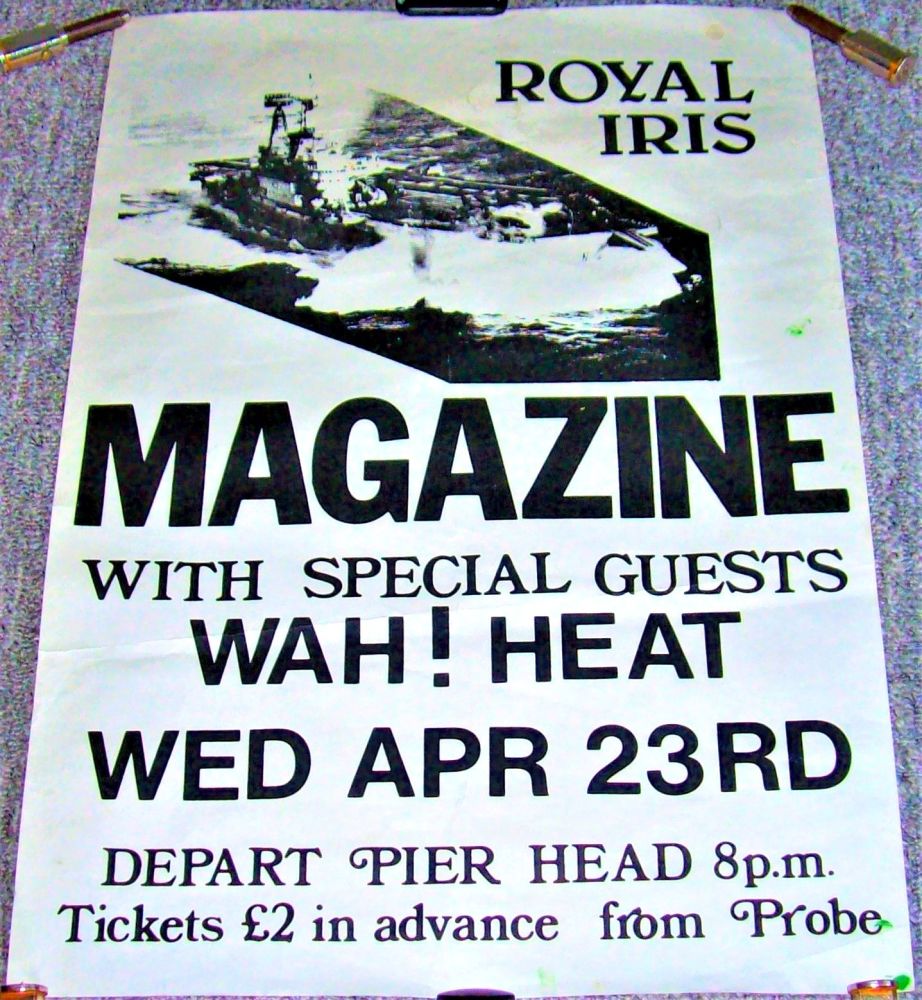 ROYAL
IRIS
MAGAZINE
WITH SPECIAL GUESTS
WAH! HEAT
WED APR 23RD
DEPART PIER HEAD 8p.m.
Tickets £2 in advance from Probe